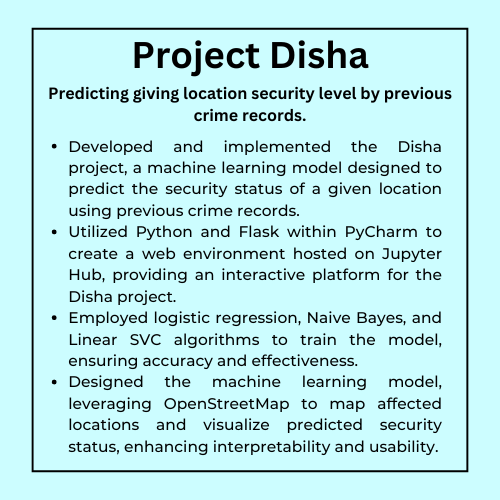 Project Disha
Predicting giving location security level by previous
crime records.
• Developed and implemented the Disha
project, a machine learning model designed to
predict the security status of a given location
using previous crime records.
• Utilized Python and Flask within PyCharm to
create a web environment hosted on Jupyter
Hub, providing an interactive platform for the
Disha project.
• Employed logistic regression, Naive Bayes, and
Linear SVC algorithms to train the model,
ensuring accuracy and effectiveness.
• Designed the machine learning model,
leveraging OpenStreetMap to map affected
locations and visualize predicted security
status, enhancing interpretability and usability.